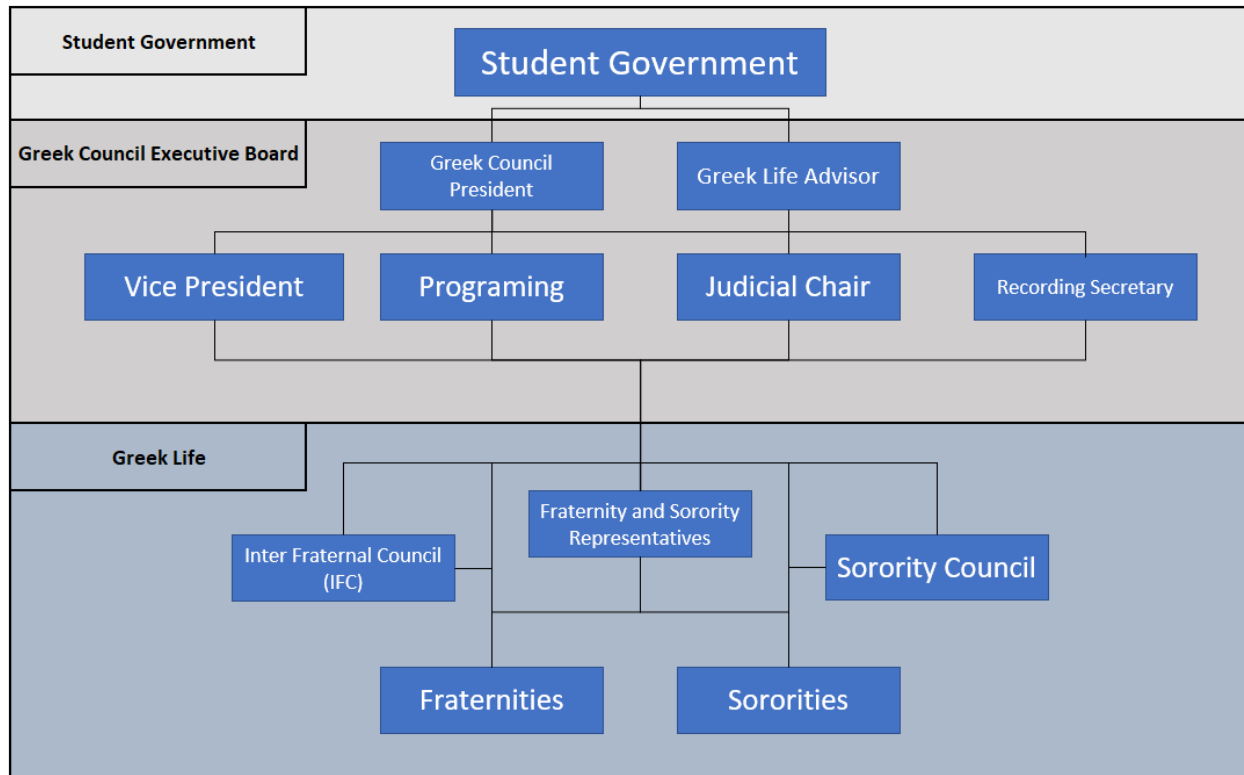 Student Government
Student Government
Greek Council Executive Board
Greek Council
President
Greek Life Advisor
Vice President
Programing
Judicial Chair
Recording Secretary
Greek Life
Fraternity and Sorority
Representatives
Inter Fraternal Council
(IFC)
Sorority Council
Fraternities
Sororities